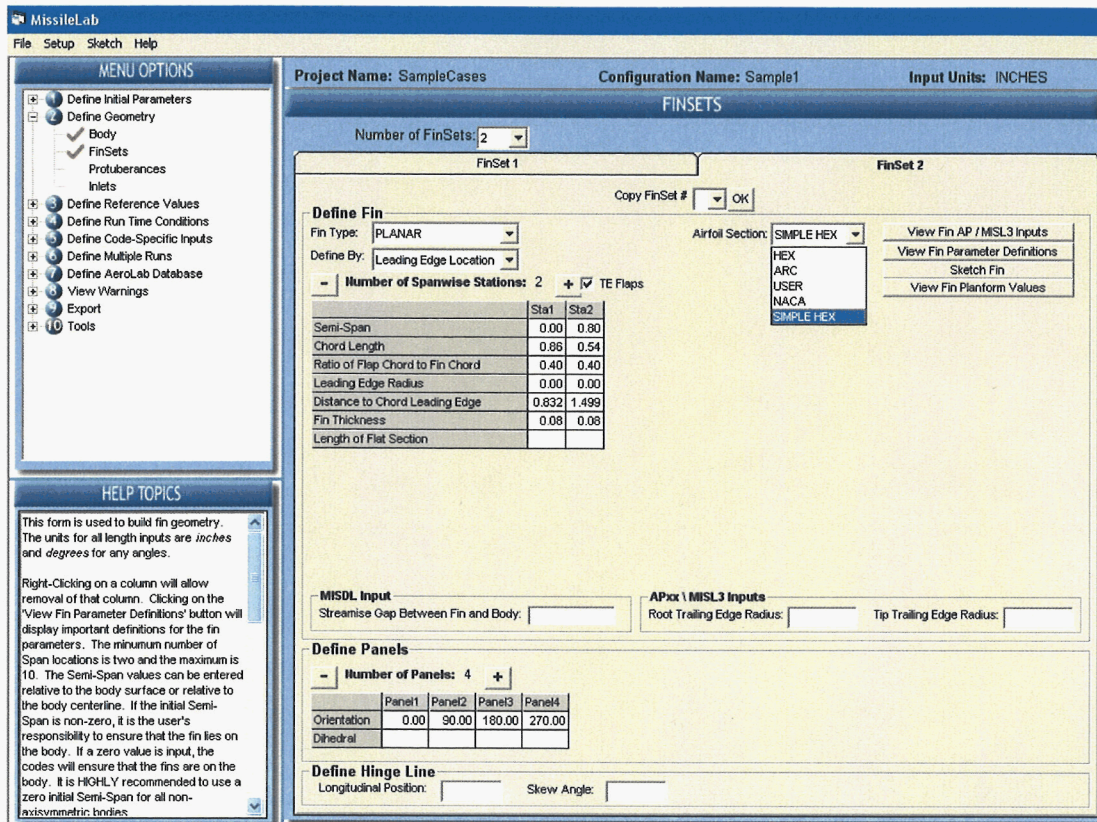 MissileLab
File Setup Sketch Help
MENU OPTIONS
1 Define Initial Parameters
2 Define Geometry
Body
FinSets
Protuberances
Inlets
3 Define Reference Values
4 Define Run Time Conditions
5 Define Code-Specific Inputs
6 Define Multiple Runs
7 Define AeroLab Database
8 View Warnings
9 Export
10 Tools
HELP TOPICS
This form is used to build fin geometry.
The units for all length inputs are inches
and degrees for any angles.
Right-Clicking on a column will allow
removal of that column. Clicking on the
'View Fin Parameter Definitions' button will
display important definitions for the fin
parameters. The minumum number of
Span locations is two and the maximum is
10. The Semi-Span values can be entered
relative to the body surface or relative to
the body centerline. If the initial Semi-
Span is non-zero, it is the user's
responsiblity to ensure that the fin lies on
the body. If a zero value is input, the
codes will ensure that the fins are on the
body. It is HIGHLY recommended to use a
zero initial Semi-Span for all non-
axisymmetric bodies
Project Name: SampleCases Configuration Name: Sample1 Input Units: INCHES
FINSETS
Number of FinSets: 2
FinSet 1 FinSet 2
Copy FinSet # OK
Define Fin
Fin Type: PLANAR
Define By: Leading Edge Location
- Number of Spanwise Stations: 2 + TE Flaps
Sta1 Sta2
Semi-Span 0.00 0.80
Chord Length 0.86 0.54
Ratio of Flap Chord to Fin Chord 0.40 0.40
Leading Edge Radius 0.00 0.00
Distance to Chord Leading Edge 0.832 1.499
Fin Thickness 0.08 0.08
Length of Flat Section
Airfoil Section: SIMPLE HEX
HEX
ARC
USER
NACA
SIMPLE HEX
View Fin AP / MISL3 Inputs
View Fin Parameter Definitions
Sketch Fin
View Fin Planform Values
MISDL Input
Streamise Gap Between Fin and Body:
APxx \ MISL3 Inputs
Root Trailing Edge Radius: Tip Trailing Edge Radius:
Define Panels
- Number of Panels: 4 +
Panel1 Panel2 Panel3 Panel4
Orientation 0.00 90.00 180.00 270.00
Dihedral
Define Hinge Line
Longitudinal Position: Skew Angle: